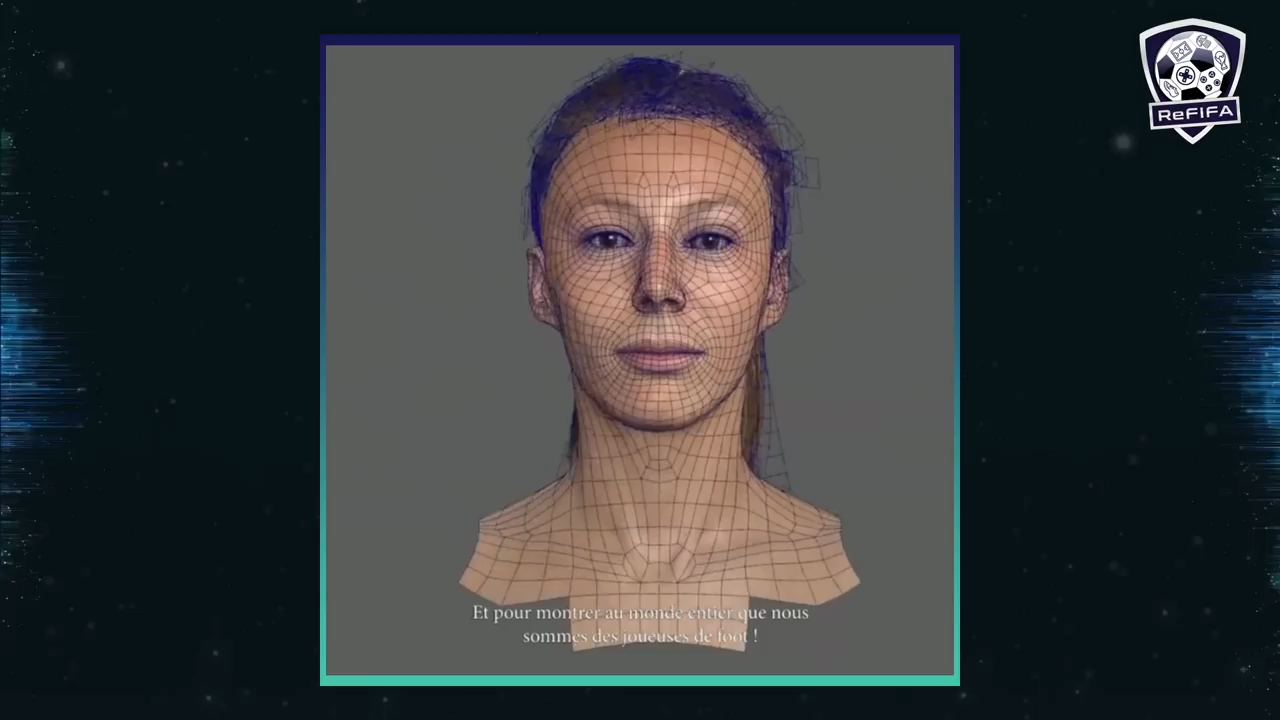 ReFIFA
Et pour montrer au monde entier que nous
sommes des joueuses de foot !